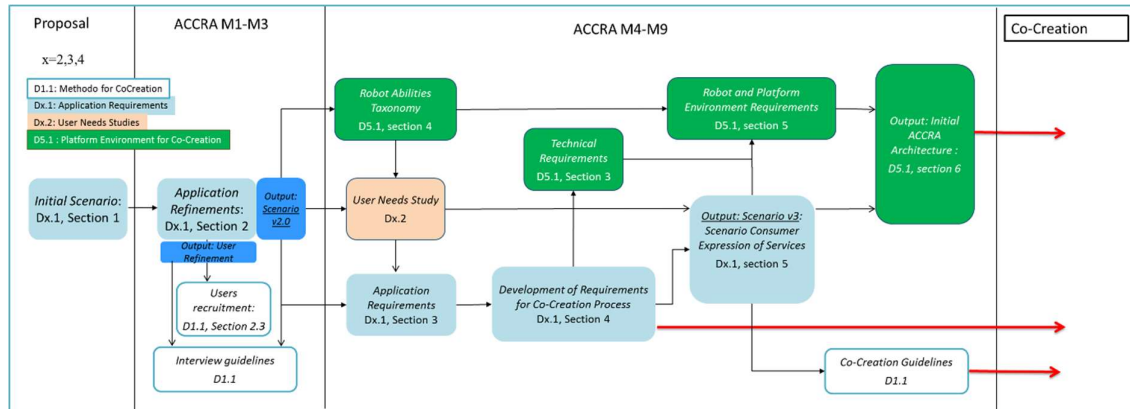 Proposal
ACCRA M1-M3
ACCRA M4-M9
Co-Creation
x=2,3,4
D1.1: Methodo for CoCreation
Dx.1: Application Requirements
Dx.2: User Needs Studies
D5.1 : Platform Environment for Co-Creation
Initial Scenario:
Dx.1, Section 1
Application
Refinements:
Dx.1, Section 2
Output:
Scenario
v2.0
Output: User
Refinement
Users
recruitment:
D1.1, Section 2.3
Interview guidelines
D1.1
Robot Abilities
Taxonomy
D5.1, section 4
User Needs Study
Dx.2
Application
Requirements
Dx.1, Section 3
Technical
Requirements
D5.1, Section 3
Development of Requirements
for Co-Creation Process
Dx.1, Section 4
Robot and Platform
Environment Requirements
D5.1, section 5
Output: Scenario v3:
Scenario Consumer
Expression of Services
Dx.1, section 5
Co-Creation Guidelines
D1.1
Output: Initial
ACCRA
Architecture :
D5.1, section 6